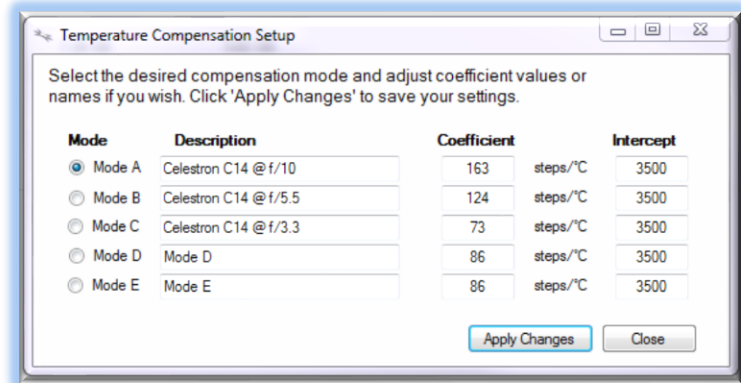 Temperature Compensation Setup
Select the desired compensation mode and adjust coefficient values or
names if you wish. Click 'Apply Changes' to save your settings.
Mode Description Coefficient Intercept
Mode A Celestron C14 @ f/10 163 steps/°C 3500
Mode B Celestron C14 @ f/5.5 124 steps/°C 3500
Mode C Celestron C14 @ f/3.3 73 steps/°C 3500
Mode D Mode D 86 steps/°C 3500
Mode E Mode E 86 steps/°C 3500
Apply Changes Close